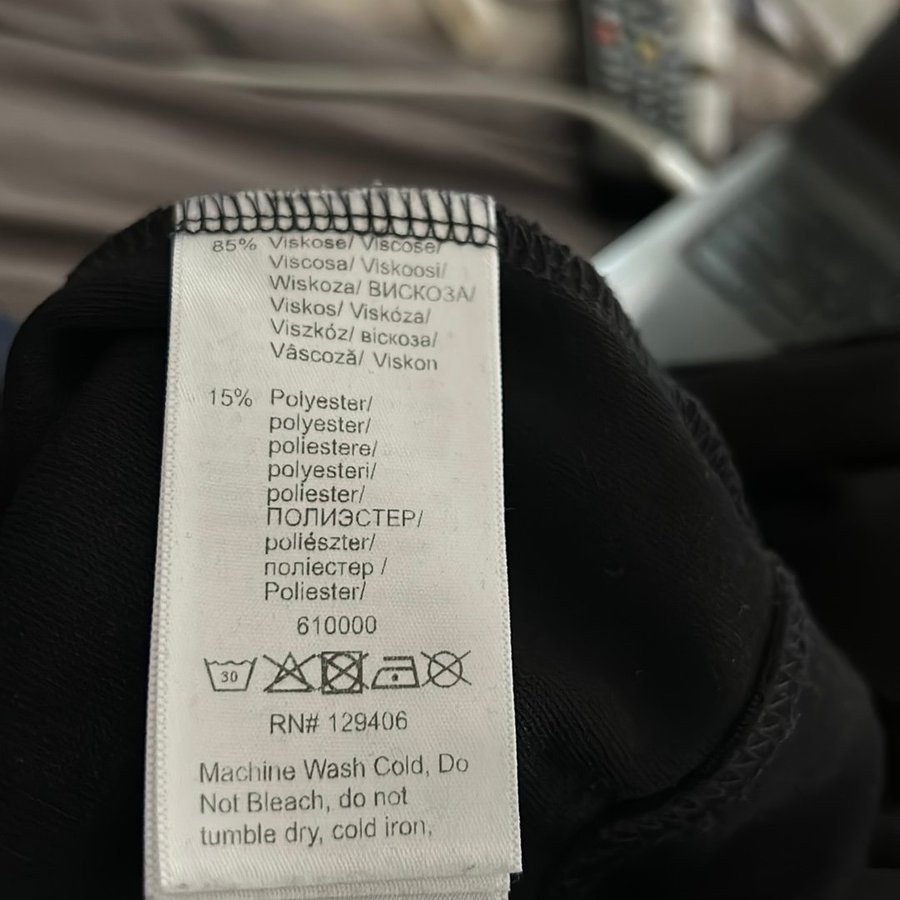 85% Viskose/ Viscose/
Viscosa/ Viskoosi/
Wiskoza/ ВИСКОЗА/
Viskos/ Viskóza/
Viszkóz/ віскоза/
Vâscoză/ Viskon
15% Polyester/
polyester/
poliestere/
polyesteri/
poliester/
ПОЛИЭСТЕР/
poliészter/
поліестер /
Poliester/
610000
30
RN# 129406
Machine Wash Cold, Do
Not Bleach, do not
tumble dry, cold iron,